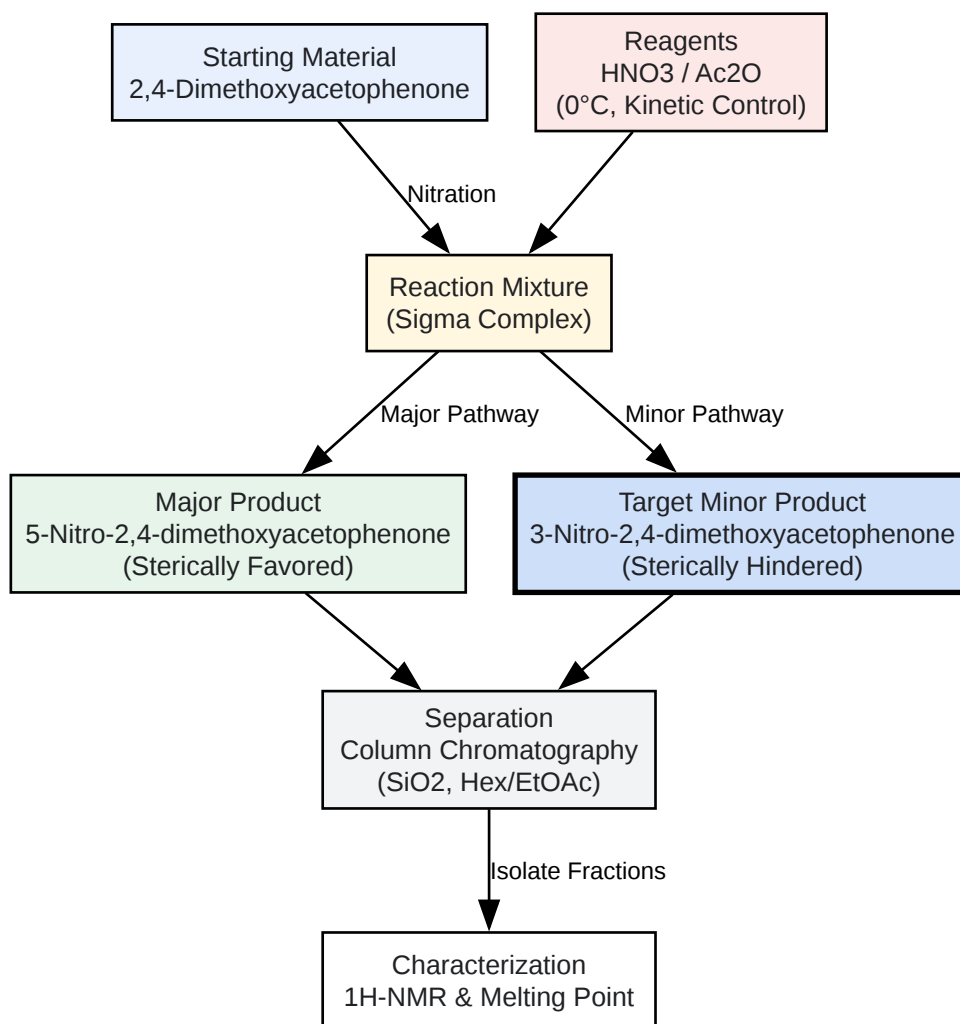 Starting Material
2,4-Dimethoxyacetophenone
Reagents
HNO3 / Ac2O
(0°C, Kinetic Control)
Nitration
Reaction Mixture
(Sigma Complex)
Major Pathway
Minor Pathway
Major Product
5-Nitro-2,4-dimethoxyacetophenone
(Sterically Favored)
Target Minor Product
3-Nitro-2,4-dimethoxyacetophenone
(Sterically Hindered)
Separation
Column Chromatography
(SiO2, Hex/EtOAc)
Isolate Fractions
Characterization
1H-NMR & Melting Point